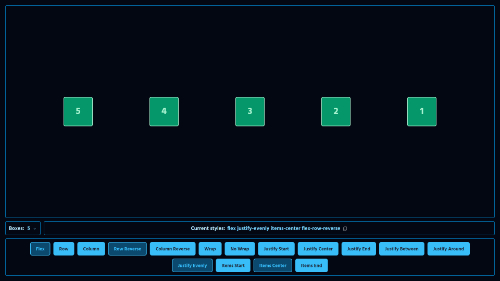 5 4 3 2 1
Boxes: 5 Current styles: flex justify-evenly items-center flex-row-reverse
Flex Row Column Row Reverse Column Reverse Wrap No Wrap Justify Start Justify Center Justify End Justify Between Justify Around
Justify Evenly Items Start Items Center Items End